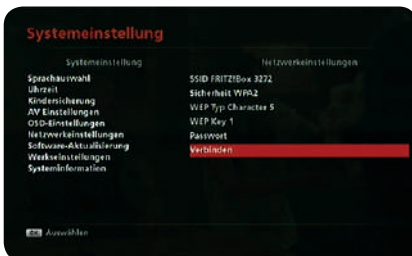 Systemeinstellung
Systemeinstellung
Sprachauswahl
Uhrzeit
Kindersicherung
AV Einstellungen
OSD-Einstellungen
Netzwerkeinstellungen
Software-Aktualisierung
Werkseinstellungen
Systeminformation
Netzwerkeinstellungen
SSID FRITZ!Box 3272
Sicherheit WPA2
WEP Typ Character 5
WEP Key 1
Passwort
Verbinden
OK Auswählen